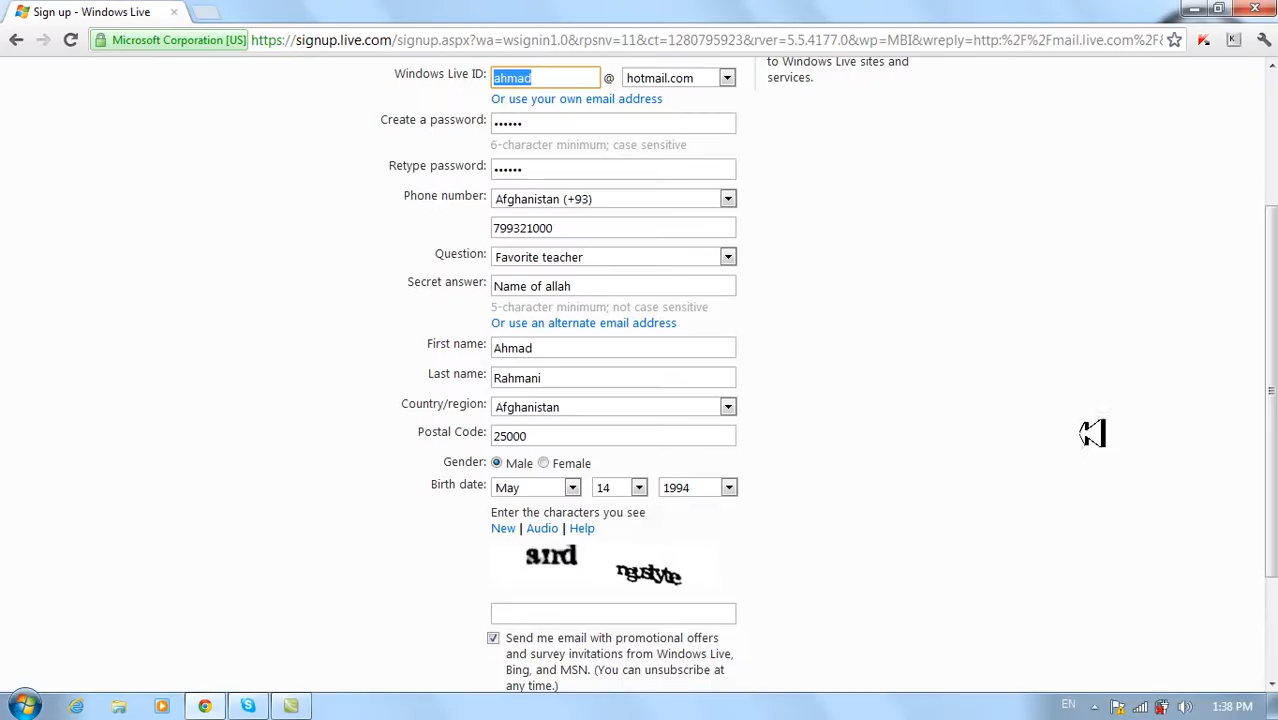 Sign up - Windows Live
Microsoft Corporation [US] https://signup.live.com/signup.aspx?wa=wsignin1.0&rpsnv=11&ct=1280795923&rver=5.5.4177.0&wp=MBI&wreply=http:%2F%2Fmail.live.com%2F
to Windows Live sites and
services.
Windows Live ID: ahmad @ hotmail.com
Or use your own email address
Create a password: ••••••
6-character minimum; case sensitive
Retype password: ••••••
Phone number: Afghanistan (+93)
799321000
Question: Favorite teacher
Secret answer: Name of allah
5-character minimum; not case sensitive
Or use an alternate email address
First name: Ahmad
Last name: Rahmani
Country/region: Afghanistan
Postal Code: 25000
Gender: Male Female
Birth date: May 14 1994
Enter the characters you see
New | Audio | Help
and
Send me email with promotional offers
and survey invitations from Windows Live,
Bing, and MSN. (You can unsubscribe at
any time.)
EN 1:38 PM